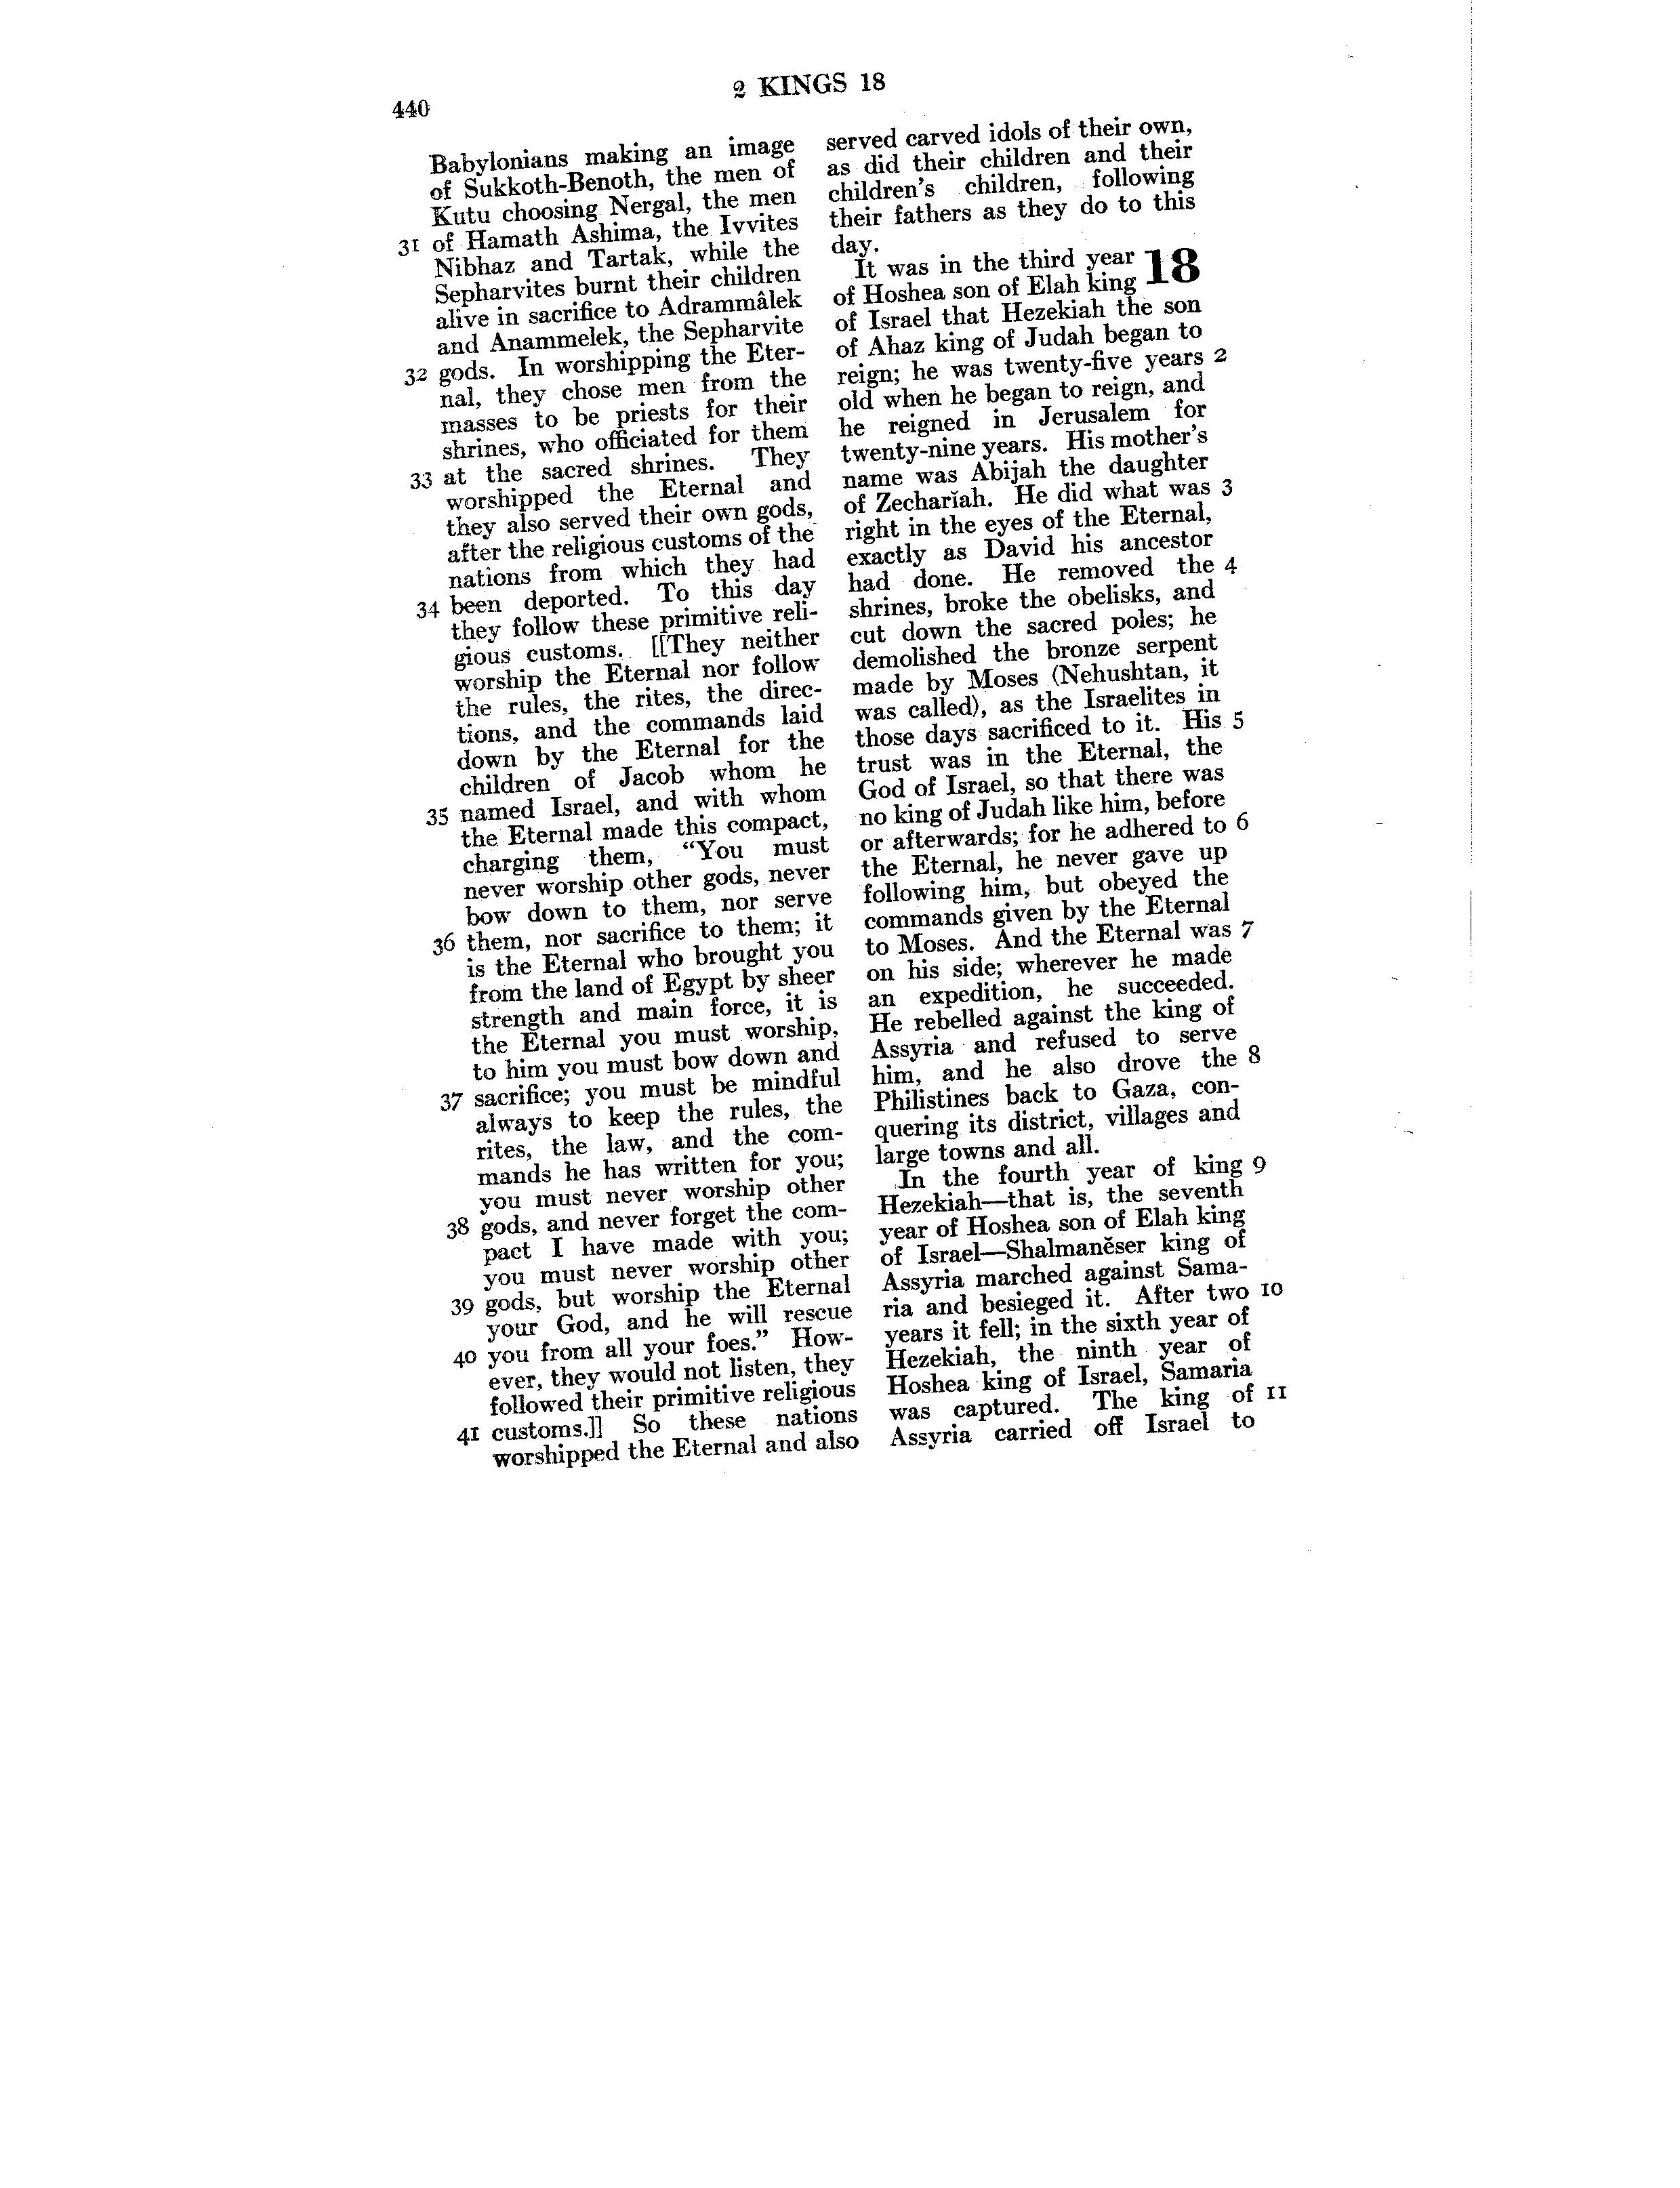 440
2 KINGS 18
Babylonians making an image
of Sukkoth-Benoth, the men of
Kutu choosing Nergal, the men
31 of Hamath Ashima, the Ivvites
Nibhaz and Tartak, while the
Sepharvites burnt their children
alive in sacrifice to Adrammâlek
and Anammelek, the Sepharvite
32 gods. In worshipping the Eter-
nal, they chose men from the
masses to be priests for their
shrines, who officiated for them
33 at the sacred shrines. They
worshipped the Eternal and
they also served their own gods,
after the religious customs of the
nations from which they had
34 been deported. To this day
they follow these primitive reli-
gious customs. [[They neither
worship the Eternal nor follow
the rules, the rites, the direc-
tions, and the commands laid
down by the Eternal for the
children of Jacob whom he
35 named Israel, and with whom
the Eternal made this compact,
charging them, “You must
never worship other gods, never
bow down to them, nor serve
36 them, nor sacrifice to them; it
is the Eternal who brought you
from the land of Egypt by sheer
strength and main force, it is
the Eternal you must worship,
to him you must bow down and
37 sacrifice; you must be mindful
always to keep the rules, the
rites, the law, and the com-
mands he has written for you;
you must never worship other
38 gods, and never forget the com-
pact I have made with you;
you must never worship other
39 gods, but worship the Eternal
your God, and he will rescue
40 you from all your foes.” How-
ever, they would not listen, they
followed their primitive religious
41 customs.]] So these nations
worshipped the Eternal and also
served carved idols of their own,
as did their children and their
children's children, following
their fathers as they do to this
day.
It was in the third year 18
of Hoshea son of Elah king
of Israel that Hezekiah the son
of Ahaz king of Judah began to
reign; he was twenty-five years 2
old when he began to reign, and
he reigned in Jerusalem for
twenty-nine years. His mother's
name was Abijah the daughter
of Zecharĭah. He did what was 3
right in the eyes of the Eternal,
exactly as David his ancestor
had done. He removed the 4
shrines, broke the obelisks, and
cut down the sacred poles; he
demolished the bronze serpent
made by Moses (Nehushtan, it
was called), as the Israelites in
those days sacrificed to it. His 5
trust was in the Eternal, the
God of Israel, so that there was
no king of Judah like him, before
or afterwards; for he adhered to 6
the Eternal, he never gave up
following him, but obeyed the
commands given by the Eternal
to Moses. And the Eternal was 7
on his side; wherever he made
an expedition, he succeeded.
He rebelled against the king of
Assyria and refused to serve
him, and he also drove the 8
Philistines back to Gaza, con-
quering its district, villages and
large towns and all.
In the fourth year of king 9
Hezekiah—that is, the seventh
year of Hoshea son of Elah king
of Israel—Shalmanĕser king of
Assyria marched against Sama-
ria and besieged it. After two 10
years it fell; in the sixth year of
Hezekiah, the ninth year of
Hoshea king of Israel, Samaria
was captured. The king of 11
Assyria carried off Israel to